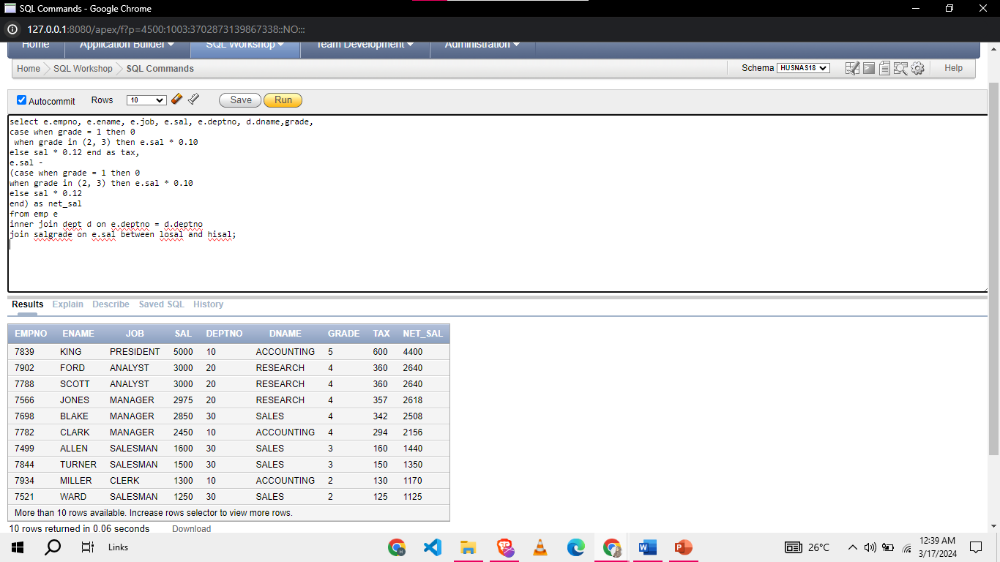 SQL Commands - Google Chrome
127.0.0.1:8080/apex/f?p=4500:1003:3702873139867338::NO:::
Home Application Builder SQL Workshop Team Development Administration
Home SQL Workshop SQL Commands Schema HUSNAS18 Help
Autocommit Rows 10 Save Run
select e.empno, e.ename, e.job, e.sal, e.deptno, d.dname,grade,
case when grade = 1 then 0
when grade in (2, 3) then e.sal * 0.10
else sal * 0.12 end as tax,
e.sal -
(case when grade = 1 then 0
when grade in (2, 3) then e.sal * 0.10
else sal * 0.12
end) as net_sal
from emp e
inner join dept d on e.deptno = d.deptno
join salgrade on e.sal between losal and hisal;
Results Explain Describe Saved SQL History
EMPNO ENAME JOB SAL DEPTNO DNAME GRADE TAX NET_SAL
7839 KING PRESIDENT 5000 10 ACCOUNTING 5 600 4400
7902 FORD ANALYST 3000 20 RESEARCH 4 360 2640
7788 SCOTT ANALYST 3000 20 RESEARCH 4 360 2640
7566 JONES MANAGER 2975 20 RESEARCH 4 357 2618
7698 BLAKE MANAGER 2850 30 SALES 4 342 2508
7782 CLARK MANAGER 2450 10 ACCOUNTING 4 294 2156
7499 ALLEN SALESMAN 1600 30 SALES 3 160 1440
7844 TURNER SALESMAN 1500 30 SALES 3 150 1350
7934 MILLER CLERK 1300 10 ACCOUNTING 2 130 1170
7521 WARD SALESMAN 1250 30 SALES 2 125 1125
More than 10 rows available. Increase rows selector to view more rows.
10 rows returned in 0.06 seconds Download
Links 26°C 12:39 AM
3/17/2024